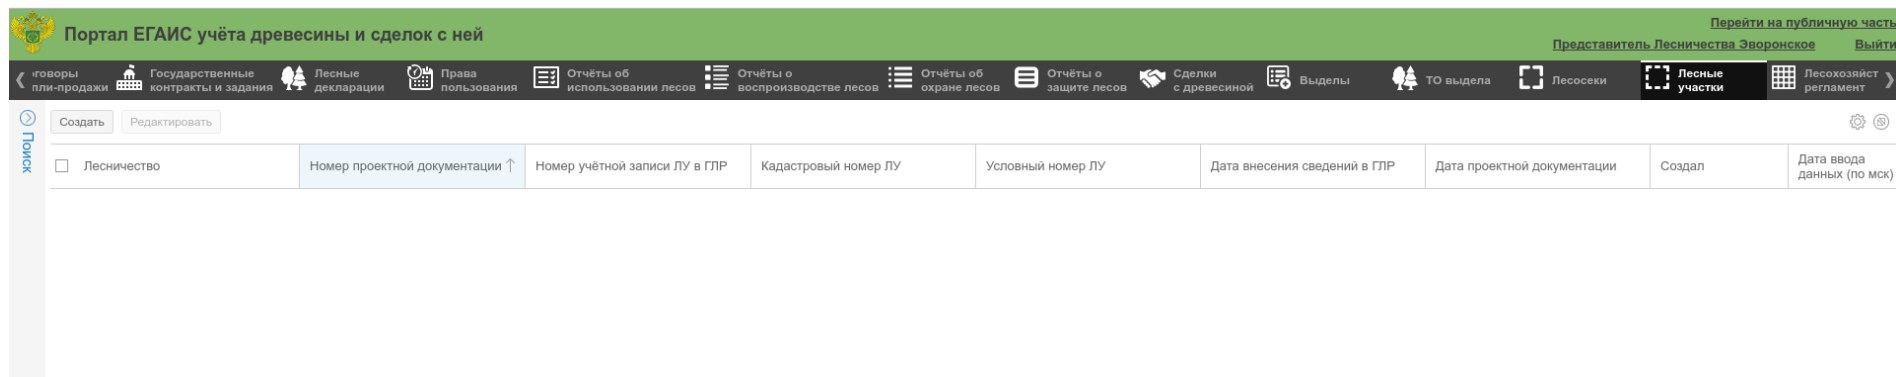 Перейти на публичную часть
Портал ЕГАИС учёта древесины и сделок с ней
Представитель Лесничества Эворонское Выйти
говоры
пли-продажи
Государственные
контракты и задания
Лесные
декларации
Права
пользования
Отчёты об
использовании лесов
Отчёты о
воспроизводстве лесов
Отчёты об
охране лесов
Отчёты о
защите лесов
Сделки
с древесиной
Выделы
ТО выдела
Лесосеки
Лесные
участки
Лесохозяйст
регламент
Поиск
Создать Редактировать
Лесничество
Номер проектной документации
Номер учётной записи ЛУ в ГЛР
Кадастровый номер ЛУ
Условный номер ЛУ
Дата внесения сведений в ГЛР
Дата проектной документации
Создал
Дата ввода
данных (по мск)